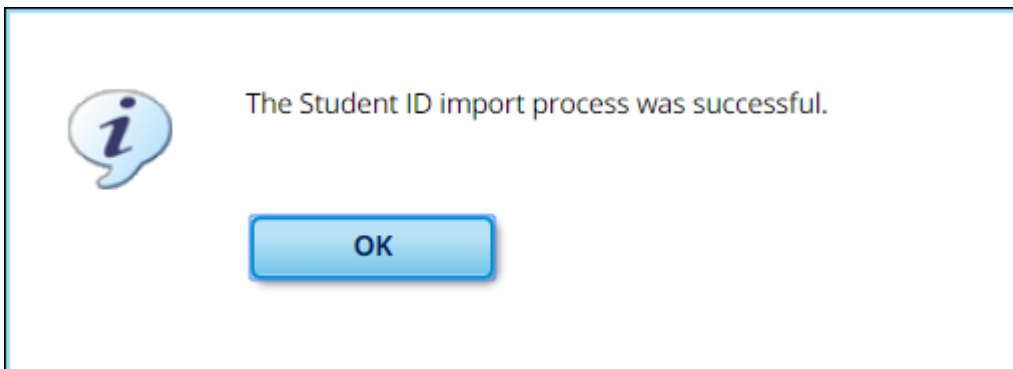 The Student ID import process was successful.
OK